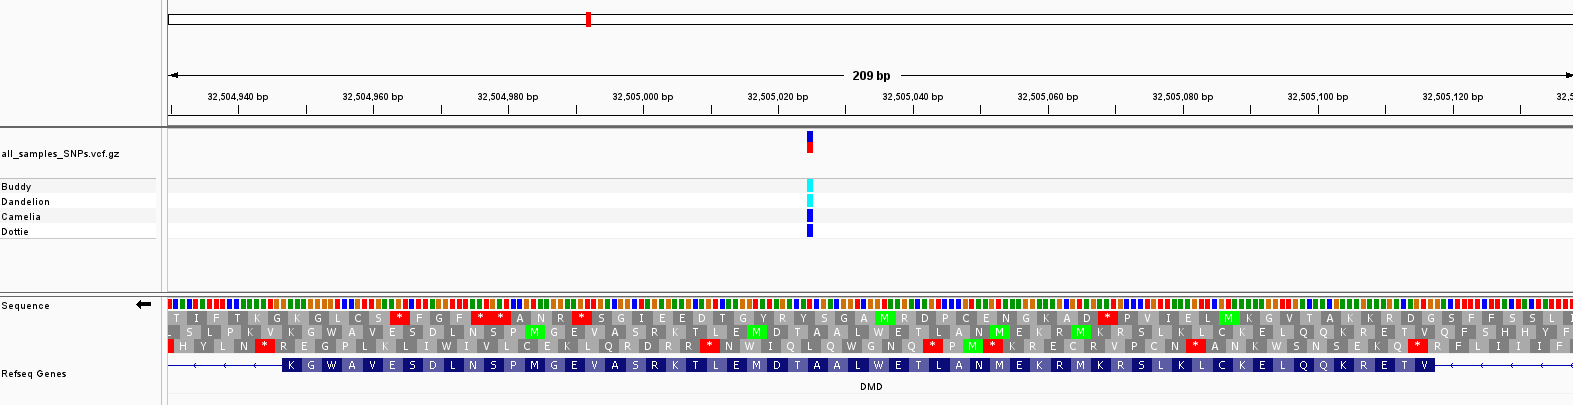 209 bp
32,504,940 bp 32,504,960 bp 32,504,980 bp 32,505,000 bp 32,505,020 bp 32,505,040 bp 32,505,060 bp 32,505,080 bp 32,505,100 bp 32,505,120 bp 32,5
all_samples_SNPs.vcf.gz
Buddy
Dandelion
Camelia
Dottie
Sequence
T I F T K G K G L C S * F G F * * A N R * S G I E E D T G Y R Y S G A M R D P C E N G K A D * P V I E L M K G V T A K K R D G S F F S S L I
S L P K V K G W A V E S D L N S P M G E V A S R K T L E M D T A A L W E T L A N M E K R M K R S L K L C K E L Q Q K R E T V Q F S H H Y F
H Y L N * R E G P L K L I W I V L C E K L Q R D R R * N W I Q L Q W G N Q * P M * K R E C R V P C N * A N K W S N S E K Q * R F L I I I F
Refseq Genes
K G W A V E S D L N S P M G E V A S R K T L E M D T A A L W E T L A N M E K R M K R S L K L C K E L Q Q K R E T V
DMD